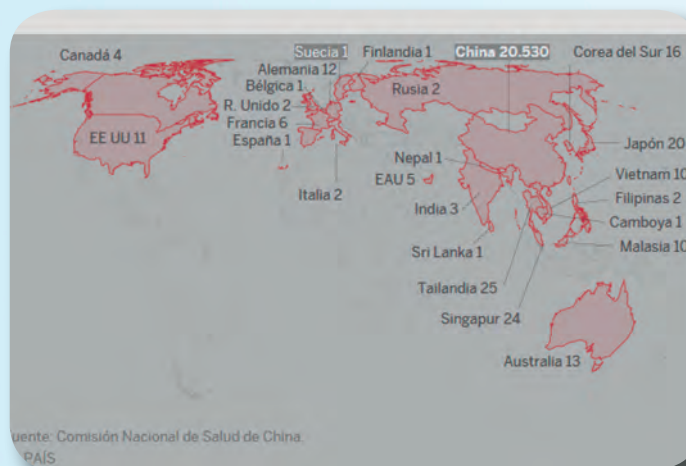 Canadá 4
Suecia 1
Finlandia 1
China 20.530
Corea del Sur 16
Alemania 12
Bélgica 1
Rusia 2
R. Unido 2
Francia 6
EE UU 11
España 1
Japón 20
Nepal 1
Vietnam 10
EAU 5
Filipinas 2
Italia 2
India 3
Camboya 1
Sri Lanka 1
Malasia 10
Tailandia 25
Singapur 24
Australia 13
uente: Comisión Nacional de Salud de China.
PAÍS